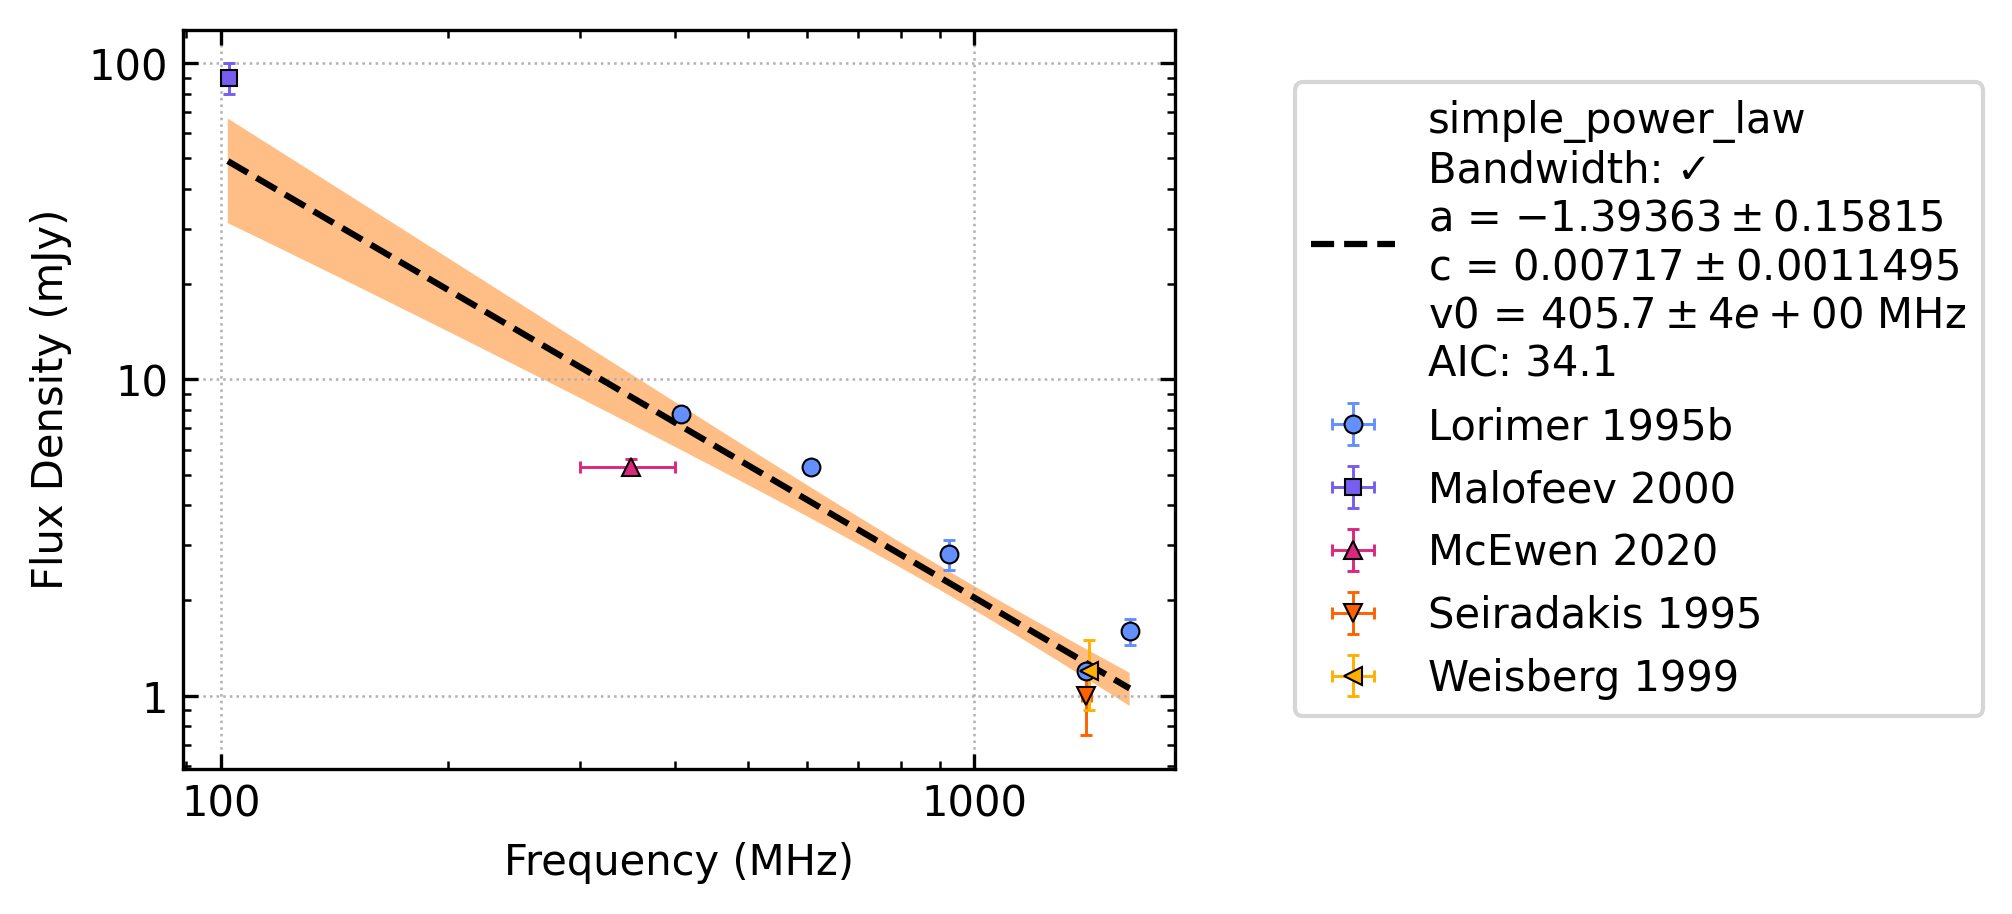 100
10
1
Flux Density (mJy)
100
1000
Frequency (MHz)
simple_power_law
Bandwidth: ✓
a = −1.39363 ± 0.15815
c = 0.00717 ± 0.0011495
v0 = 405.7 ± 4e + 00 MHz
AIC: 34.1
Lorimer 1995b
Malofeev 2000
McEwen 2020
Seiradakis 1995
Weisberg 1999